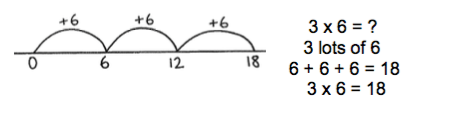 +6 +6 +6
0 6 12 18
3 x 6 = ?
3 lots of 6
6 + 6 + 6 = 18
3 x 6 = 18